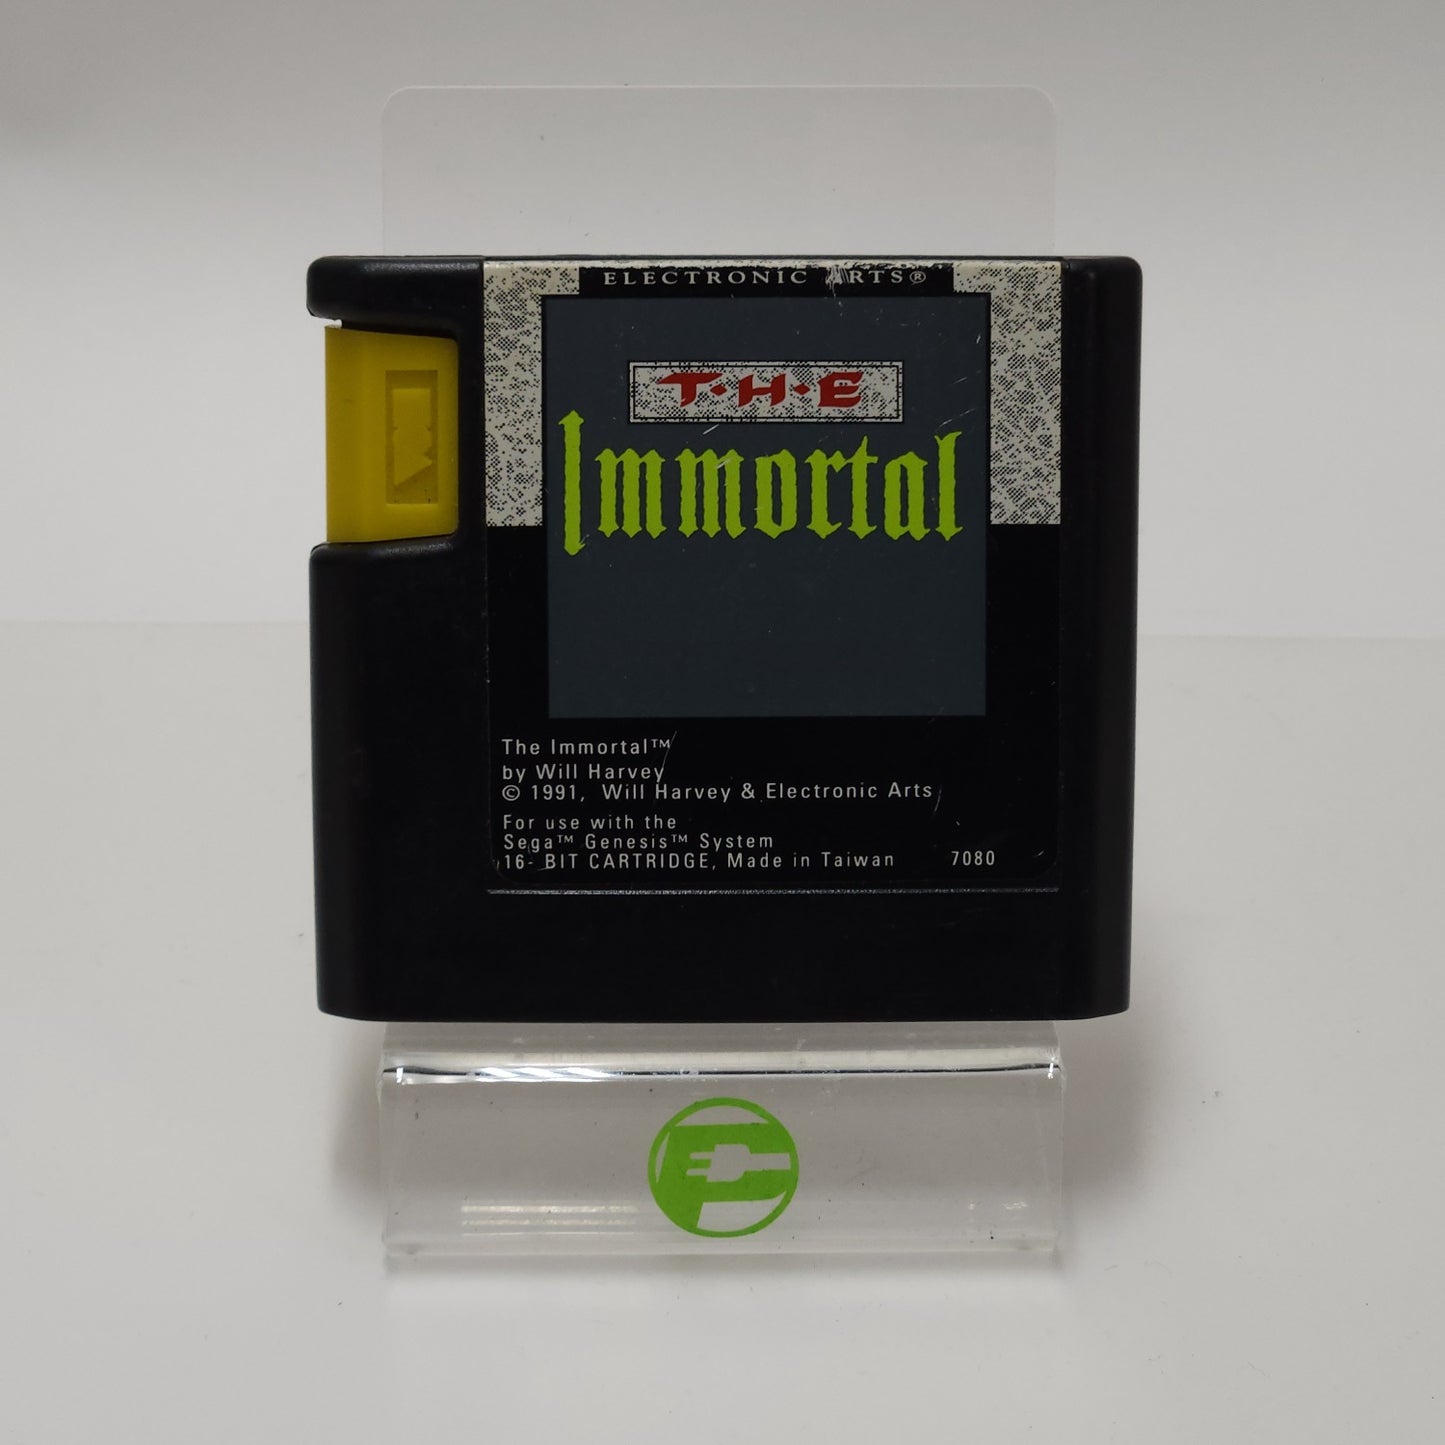 ELECTRONIC ARTS®
T·H·E
Immortal
The Immortal™
by Will Harvey
© 1991, Will Harvey & Electronic Arts
For use with the
Sega™ Genesis™ System
16- BIT CARTRIDGE, Made in Taiwan 7080